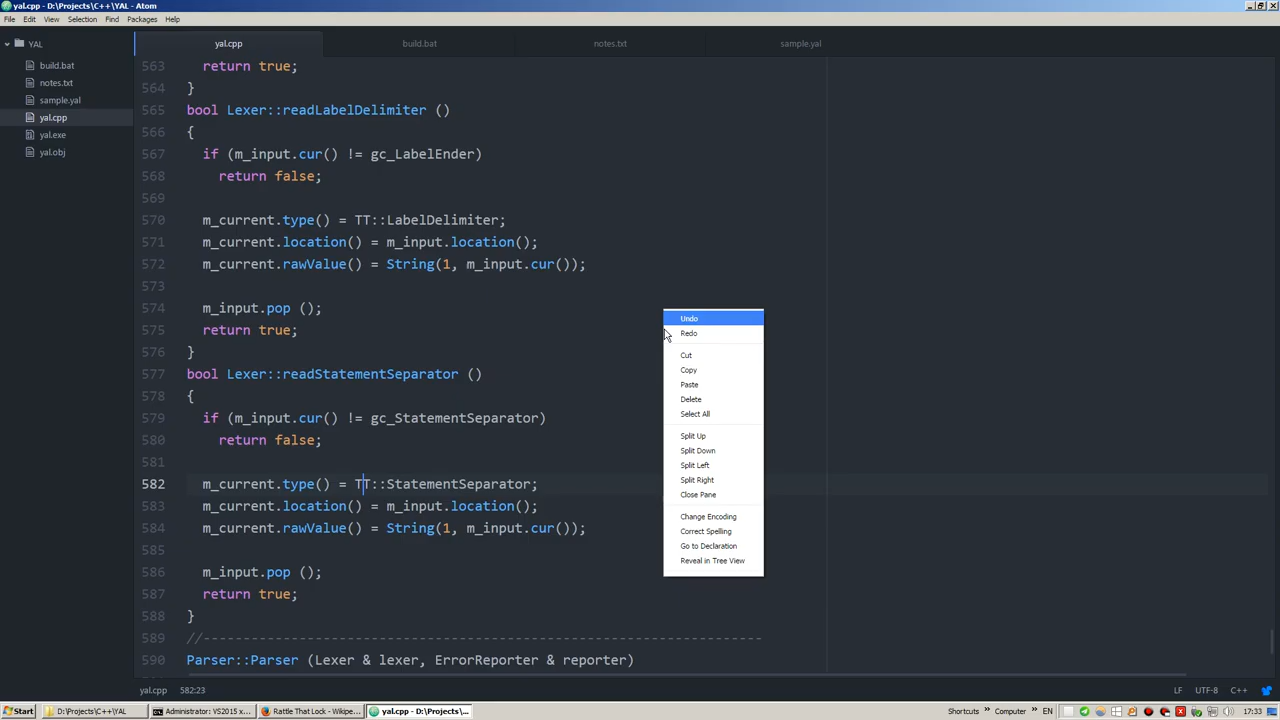 yal.cpp - D:\Projects\C++\YAL - Atom
File Edit View Selection Find Packages Help
YAL
build.bat
notes.txt
sample.yal
yal.cpp
yal.exe
yal.obj
yal.cpp build.bat notes.txt sample.yal
563 return true;
564 }
565 bool Lexer::readLabelDelimiter ()
566 {
567 if (m_input.cur() != gc_LabelEnder)
568 return false;
569
570 m_current.type() = TT::LabelDelimiter;
571 m_current.location() = m_input.location();
572 m_current.rawValue() = String(1, m_input.cur());
573
574 m_input.pop ();
575 return true;
576 }
577 bool Lexer::readStatementSeparator ()
578 {
579 if (m_input.cur() != gc_StatementSeparator)
580 return false;
581
582 m_current.type() = TT::StatementSeparator;
583 m_current.location() = m_input.location();
584 m_current.rawValue() = String(1, m_input.cur());
585
586 m_input.pop ();
587 return true;
588 }
589 //----------------------------------------------------------------------
590 Parser::Parser (Lexer & lexer, ErrorReporter & reporter)
Undo
Redo
Cut
Copy
Paste
Delete
Select All
Split Up
Split Down
Split Left
Split Right
Close Pane
Change Encoding
Correct Spelling
Go to Declaration
Reveal in Tree View
yal.cpp 582:23 LF UTF-8 C++
Start D:\Projects\C++\YAL Administrator: VS2015 x... Rattle That Lock - Wikipe... yal.cpp - D:\Projects\C... Shortcuts » Computer » EN 17:33